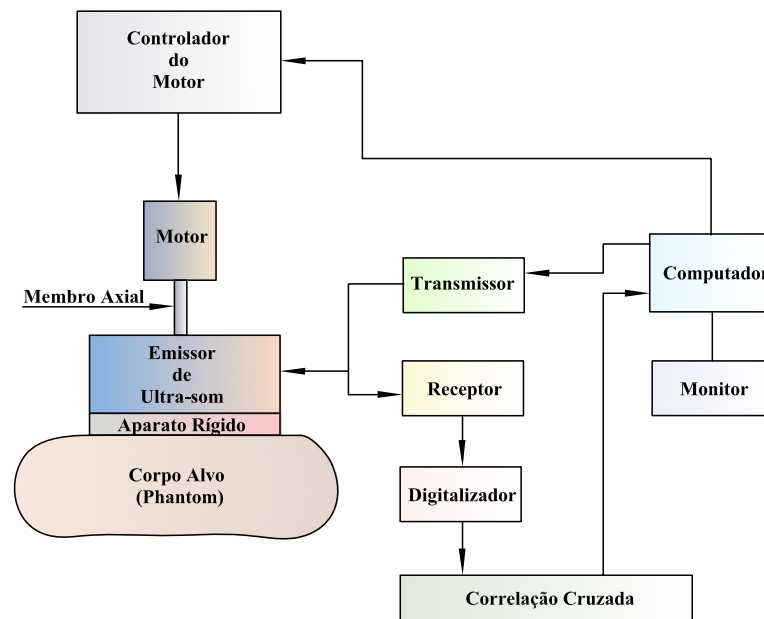 Controlador
do
Motor
Motor
Membro Axial
Emissor
de
Ultra-som
Aparato Rígido
Corpo Alvo
(Phantom)
Transmissor
Receptor
Digitalizador
Correlação Cruzada
Computador
Monitor